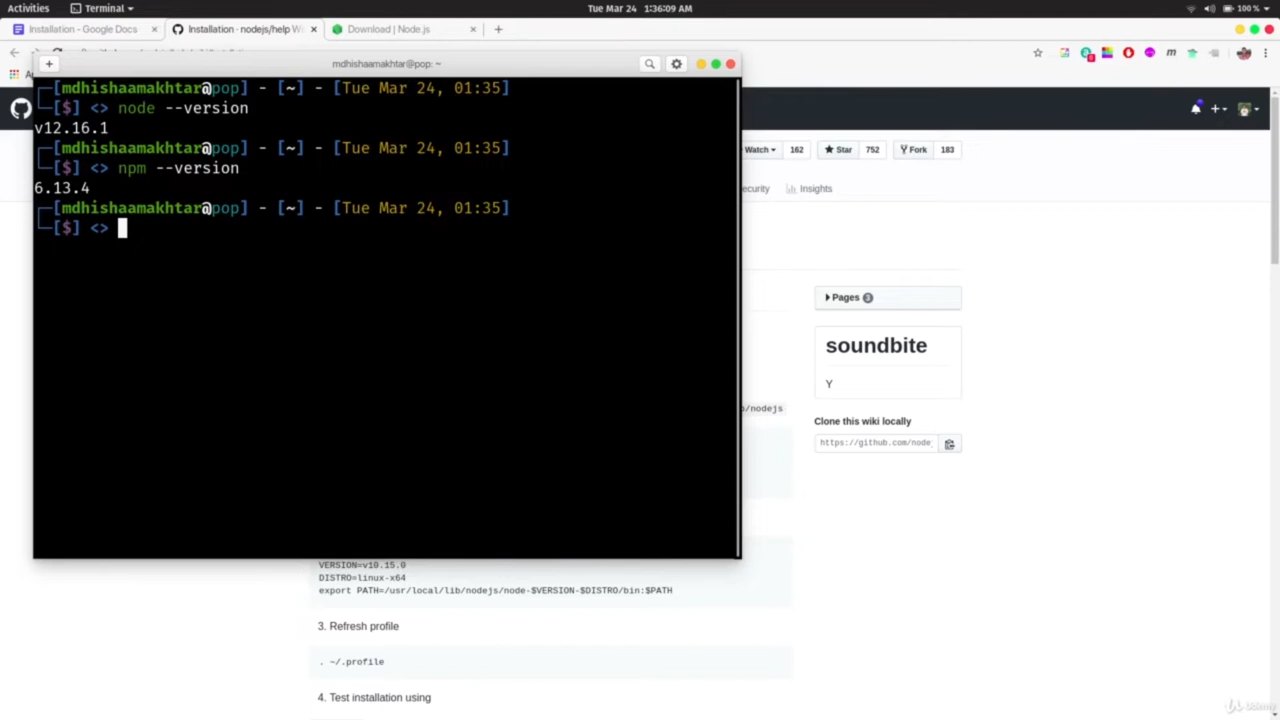 Activities
Terminal
Tue Mar 24 1:36:09 AM
100 %
Installation - Google Docs
Installation · nodejs/help W
Download | Node.js
mdhishaamakhtar@pop: ~
[mdhishaamakhtar@pop] - [~] - [Tue Mar 24, 01:35]
[$] <> node --version
v12.16.1
[mdhishaamakhtar@pop] - [~] - [Tue Mar 24, 01:35]
[$] <> npm --version
6.13.4
[mdhishaamakhtar@pop] - [~] - [Tue Mar 24, 01:35]
[$] <>
Watch 162
Star 752
Fork 183
ecurity
Insights
Pages 3
soundbite
Y
Clone this wiki locally
https://github.com/node
b/nodejs
VERSION=v10.15.0
DISTRO=linux-x64
export PATH=/usr/local/lib/nodejs/node-$VERSION-$DISTRO/bin:$PATH
3. Refresh profile
. ~/.profile
4. Test installation using
Udemy